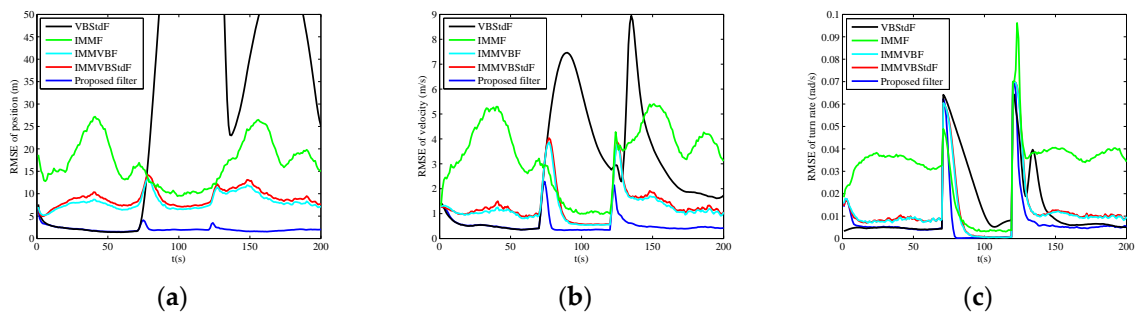 RMSE of position (m)
50
45
40
35
30
25
20
15
10
5
0
VBStdF
IMMF
IMMVBF
IMMVBStdF
Proposed filter
0
50
100
150
200
t(s)
(a)
RMSE of velocity (m/s)
9
8
7
6
5
4
3
2
1
0
VBStdF
IMMF
IMMVBF
IMMVBStdF
Proposed filter
0
50
100
150
200
t(s)
(b)
RMSE of turn rate (rad/s)
0.1
0.09
0.08
0.07
0.06
0.05
0.04
0.03
0.02
0.01
0
VBStdF
IMMF
IMMVBF
IMMVBStdF
Proposed filter
0
50
100
150
200
t(s)
(c)